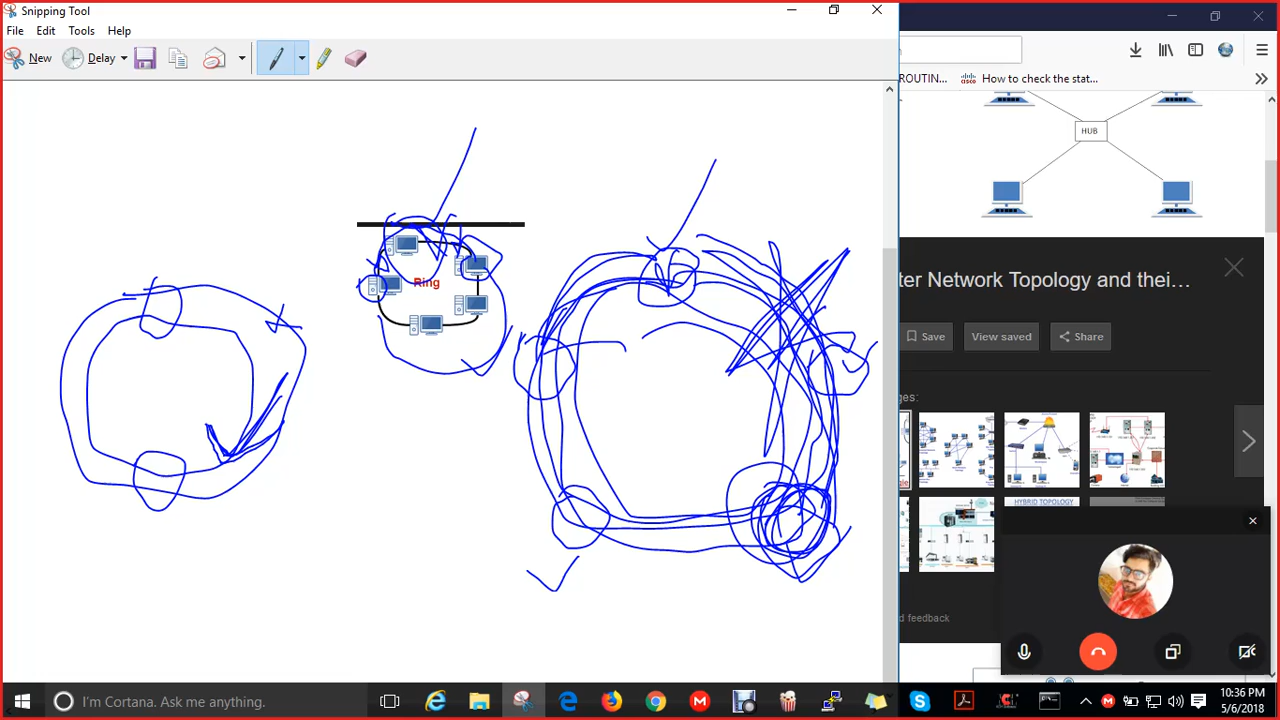 Snipping Tool
File Edit Tools Help
New Delay
ROUTIN... How to check the stat...
HUB
Ring
ter Network Topology and thei...
Save View saved Share
ges:
HYBRID TOPOLOGY
d feedback
I'm Cortana. Ask me anything.
10:36 PM
5/6/2018